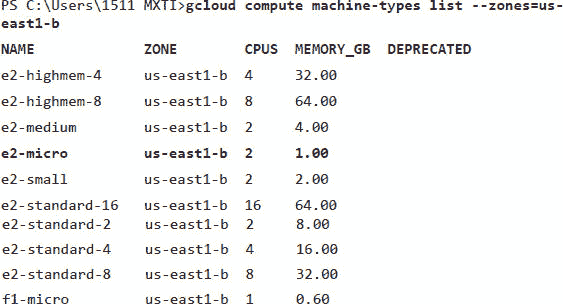 PS C:\Users\1511 MXTI>gcloud compute machine-types list --zones=us-
east1-b
NAME ZONE CPUS MEMORY_GB DEPRECATED
e2-highmem-4 us-east1-b 4 32.00
e2-highmem-8 us-east1-b 8 64.00
e2-medium us-east1-b 2 4.00
e2-micro us-east1-b 2 1.00
e2-small us-east1-b 2 2.00
e2-standard-16 us-east1-b 16 64.00
e2-standard-2 us-east1-b 2 8.00
e2-standard-4 us-east1-b 4 16.00
e2-standard-8 us-east1-b 8 32.00
f1-micro us-east1-b 1 0.60